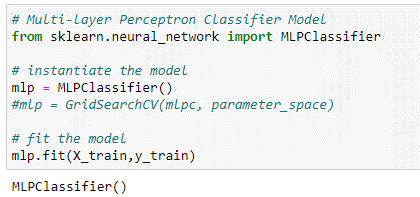 # Multi-layer Perceptron Classifier Model
from sklearn.neural_network import MLPClassifier
# instantiate the model
mlp = MLPClassifier()
#mlp = GridSearchCV(mlpc, parameter_space)
# fit the model
mlp.fit(X_train,y_train)
MLPClassifier()